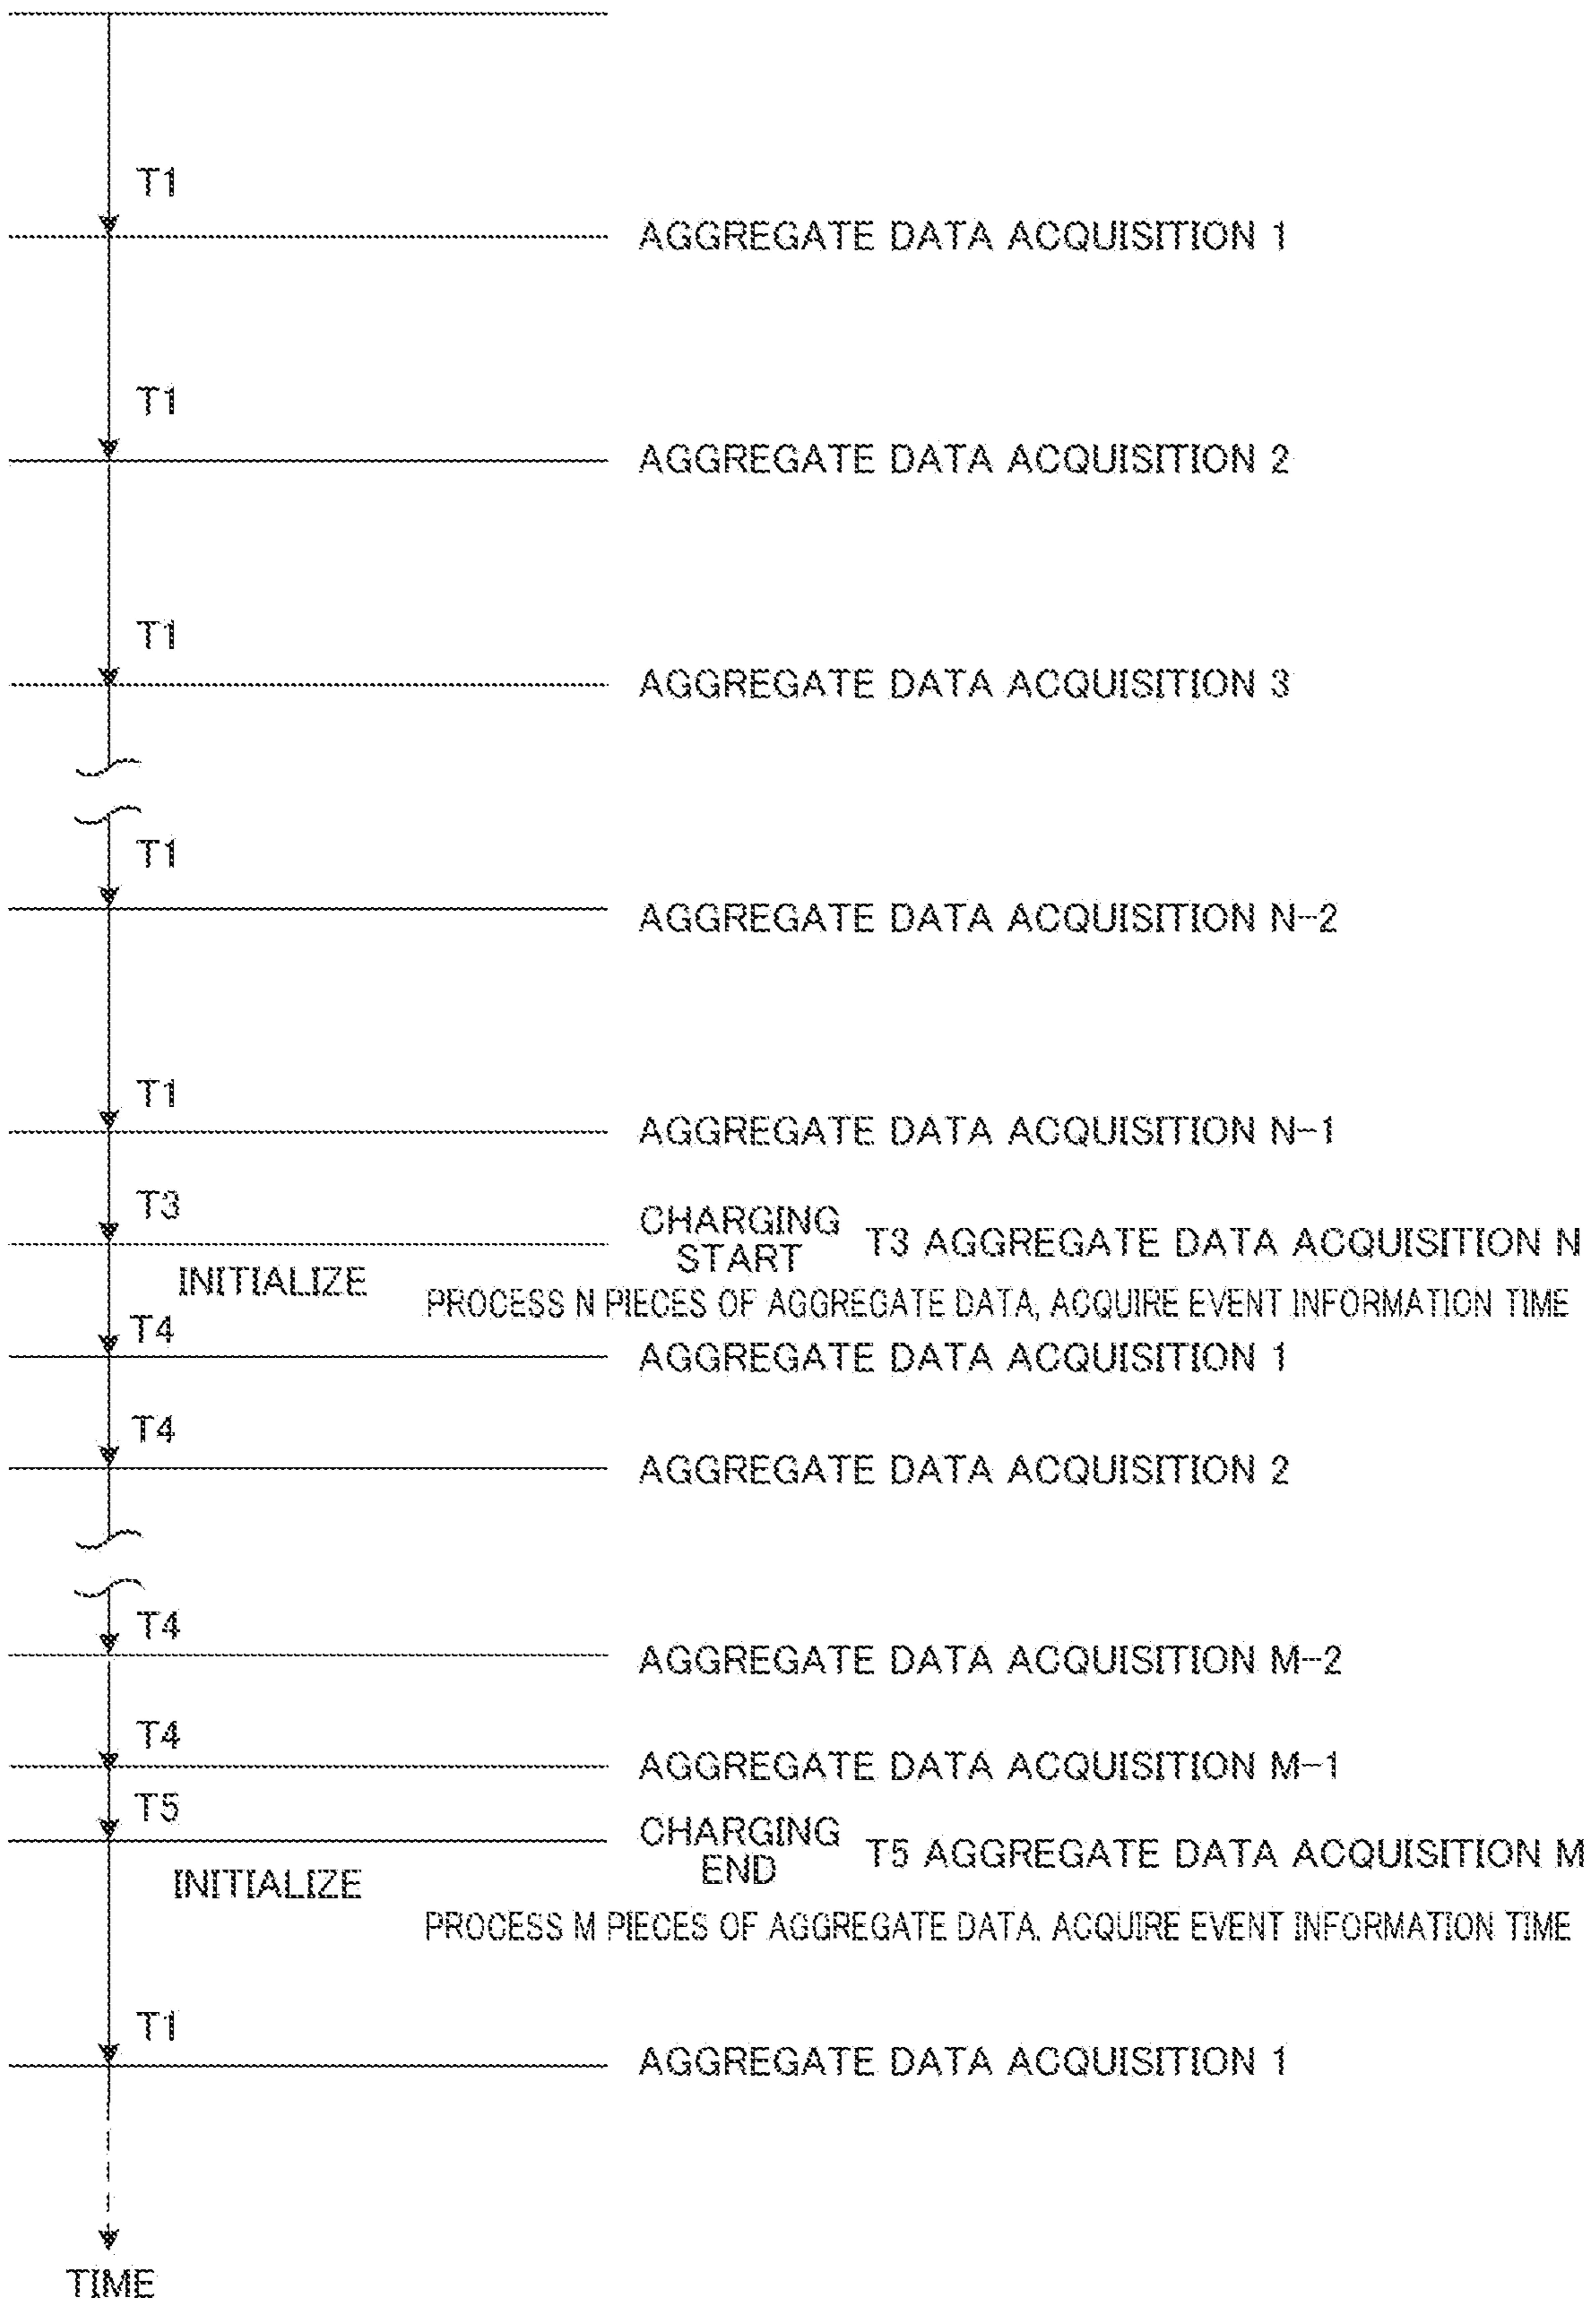 T1
AGGREGATE DATA ACQUISITION 1
T1
AGGREGATE DATA ACQUISITION 2
T1
AGGREGATE DATA ACQUISITION 3
T1
AGGREGATE DATA ACQUISITION N-2
T1
AGGREGATE DATA ACQUISITION N-1
T3
CHARGING
START
T3 AGGREGATE DATA ACQUISITION N
INITIALIZE
PROCESS N PIECES OF AGGREGATE DATA, ACQUIRE EVENT INFORMATION TIME
T4
AGGREGATE DATA ACQUISITION 1
T4
AGGREGATE DATA ACQUISITION 2
T4
AGGREGATE DATA ACQUISITION M-2
T4
AGGREGATE DATA ACQUISITION M-1
T5
CHARGING
END
T5 AGGREGATE DATA ACQUISITION M
INITIALIZE
PROCESS M PIECES OF AGGREGATE DATA. ACQUIRE EVENT INFORMATION TIME
T1
AGGREGATE DATA ACQUISITION 1
TIME